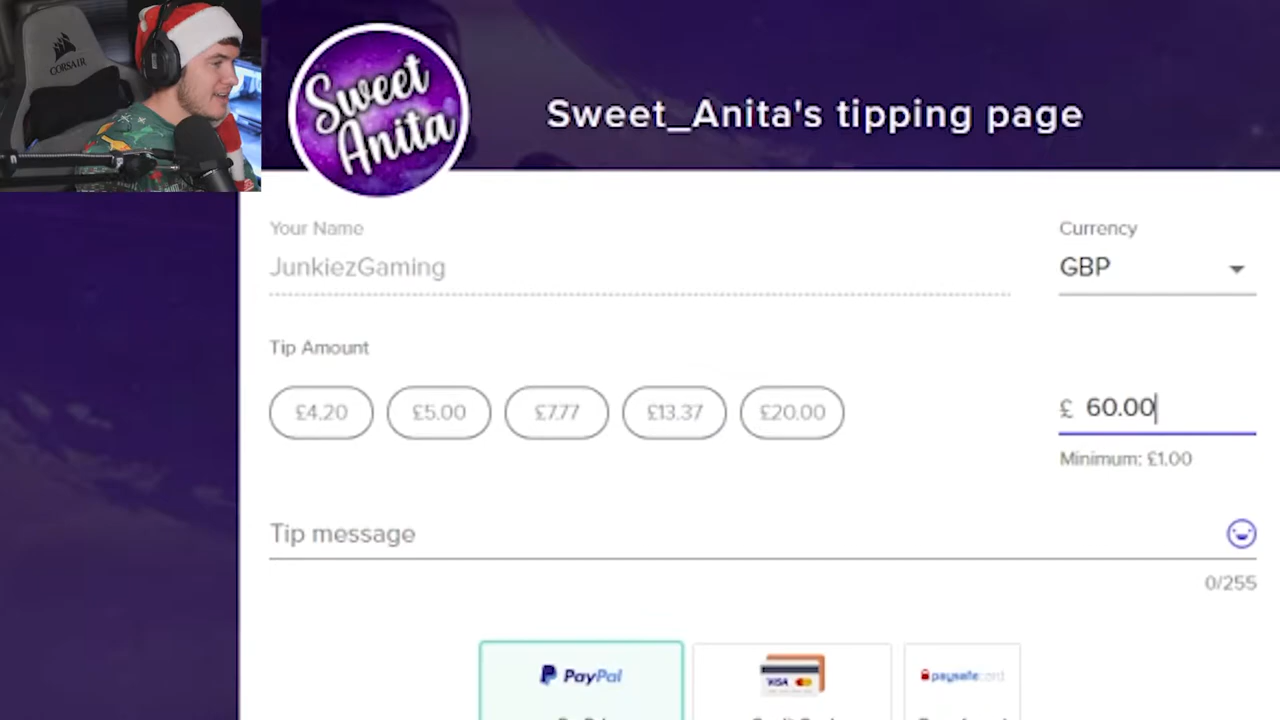 CORSAIR
Sweet
Anita
Sweet_Anita's tipping page
Your Name
Currency
JunkiezGaming
GBP
Tip Amount
£4.20
£5.00
£7.77
£13.37
£20.00
£ 60.00
Minimum: £1.00
Tip message
0/255
PayPal
VISA
paysafecard